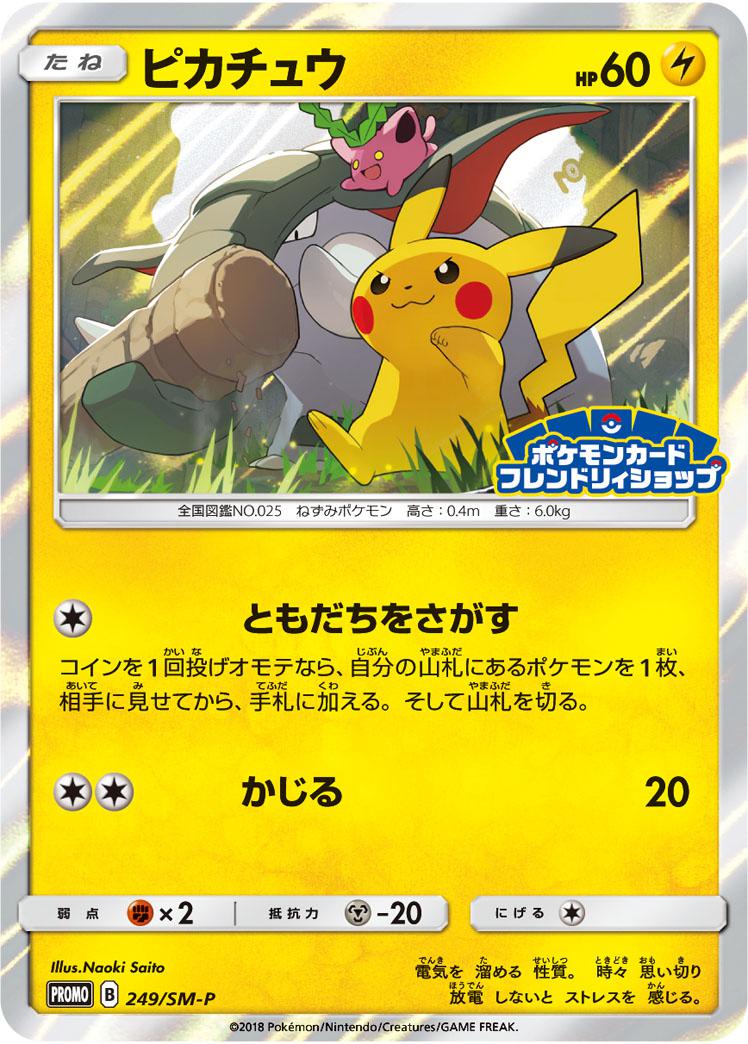 たね ピカチュウ HP60
ポケモンカード
フレンドリィショップ
全国図鑑NO.025 ねずみポケモン 高さ:0.4m 重さ:6.0kg
ともだちをさがす
コインを1回投げオモテなら、自分の山札にあるポケモンを1枚、
相手に見せてから、手札に加える。そして山札を切る。
かじる 20
弱点 ×2 抵抗力 -20 にげる
Illus.Naoki Saito
電気を 溜める 性質。 時々 思い切り
放電 しないと ストレスを 感じる。
PROMO B 249/SM-P
©2018 Pokémon/Nintendo/Creatures/GAME FREAK.